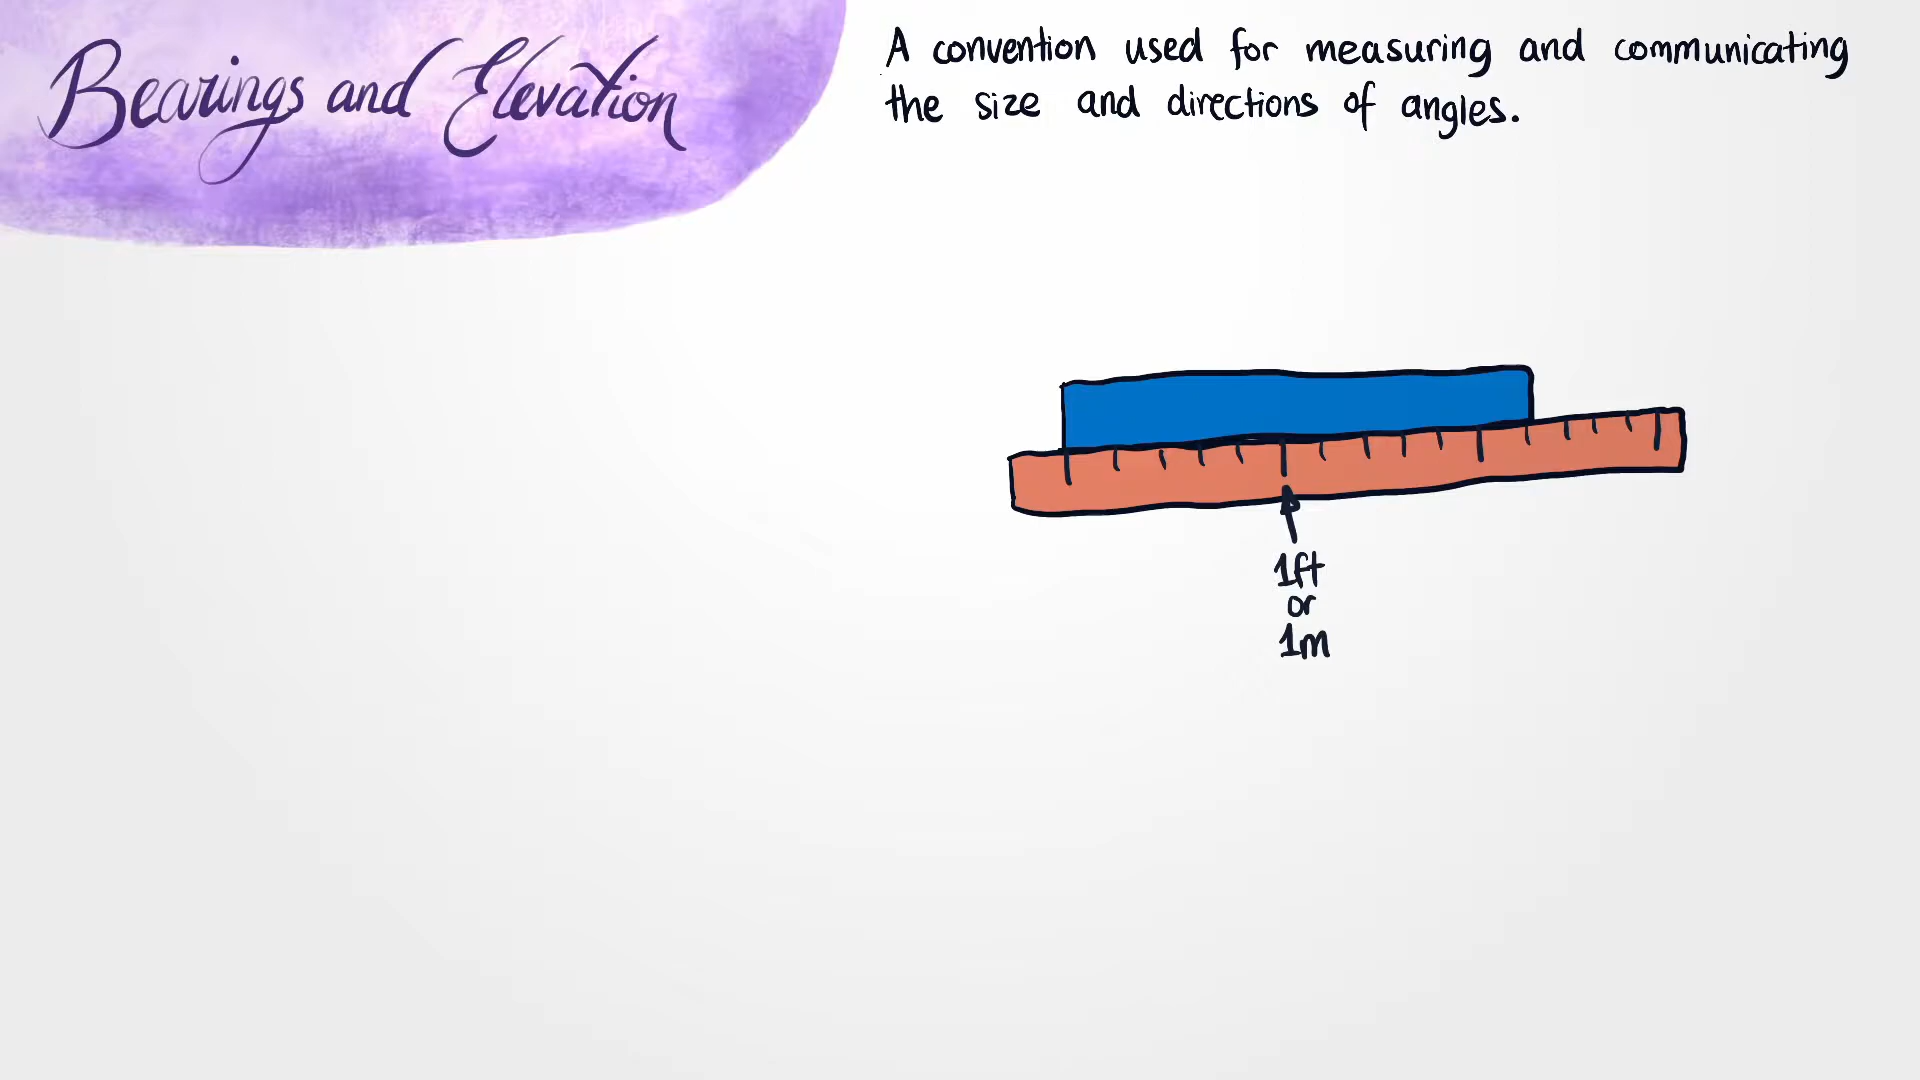 Bearings and Elevation
A convention used for measuring and communicating
the size and directions of angles.
1ft
or
1m